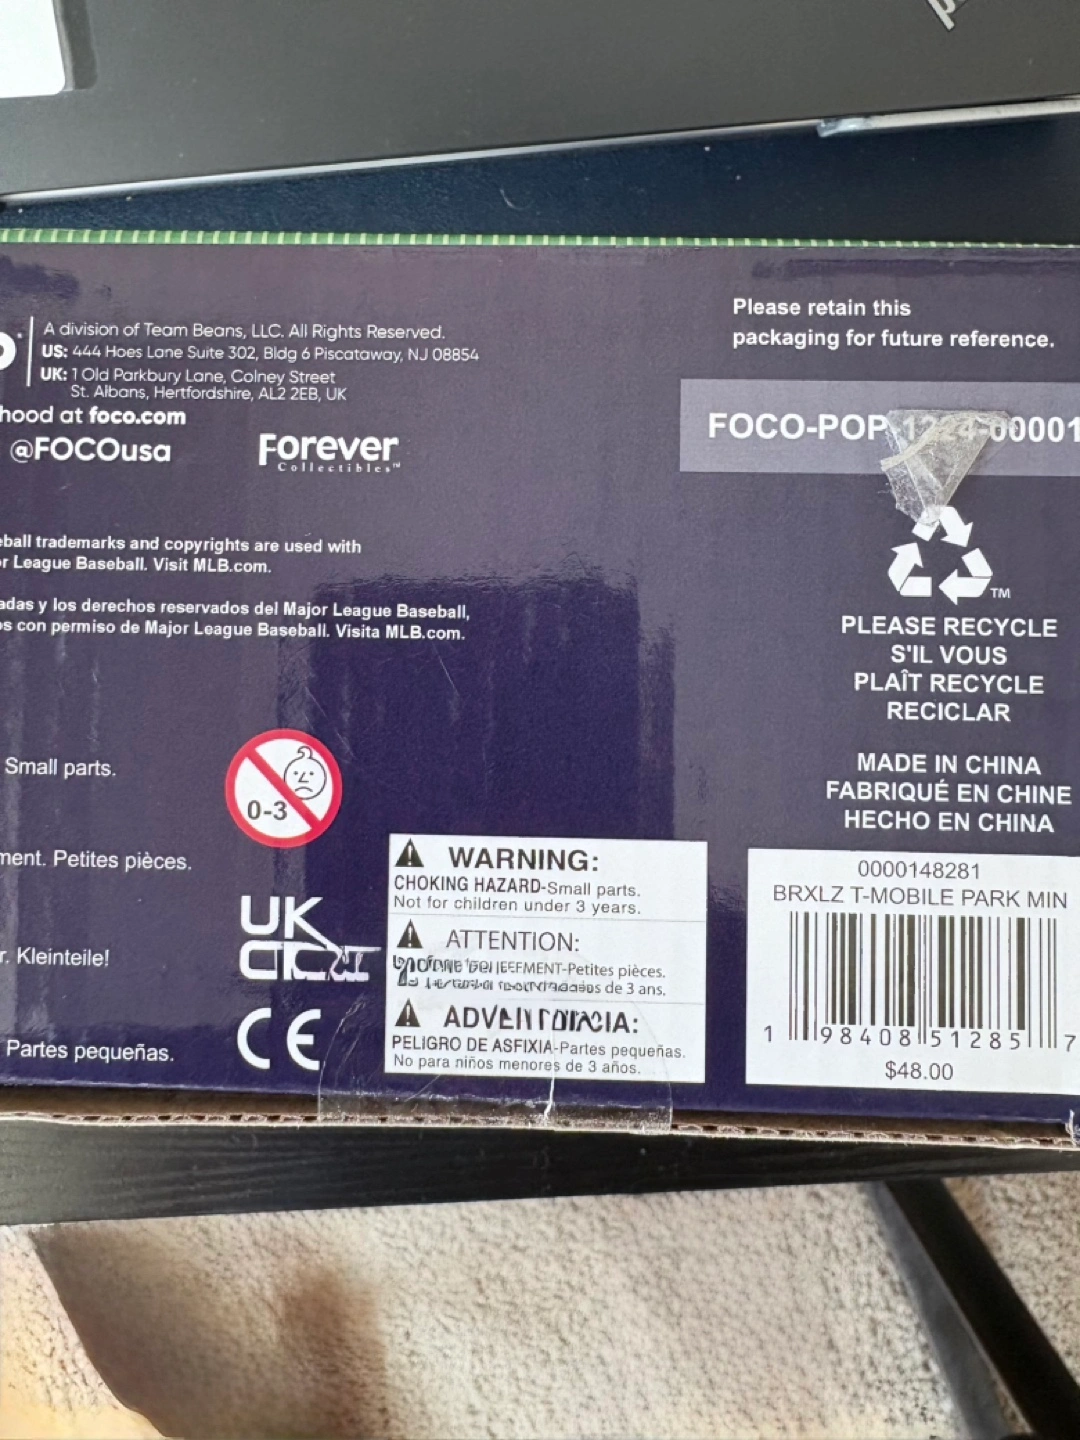 A division of Team Beans, LLC. All Rights Reserved.
US: 444 Hoes Lane Suite 302, Bldg 6 Piscataway, NJ 08854
UK: 1 Old Parkbury Lane, Colney Street
St. Albans, Hertfordshire, AL2 2EB, UK
hood at foco.com
@FOCOusa
Forever
Collectibles™
eball trademarks and copyrights are used with
r League Baseball. Visit MLB.com.
adas y los derechos reservados del Major League Baseball,
os con permiso de Major League Baseball. Visita MLB.com.
Small parts.
ment. Petites pièces.
r. Kleinteile!
Partes pequeñas.
0-3
UK
CE
WARNING:
CHOKING HAZARD-Small parts.
Not for children under 3 years.
ATTENTION:
-Petites pièces.
de 3 ans.
PELIGRO DE ASFIXIA-Partes pequeñas.
No para niños menores de 3 años.
Please retain this
packaging for future reference.
FOCO-POP-1224-00001
TM
PLEASE RECYCLE
S'IL VOUS
PLAÎT RECYCLE
RECICLAR
MADE IN CHINA
FABRIQUÉ EN CHINE
HECHO EN CHINA
0000148281
BRXLZ T-MOBILE PARK MIN
1 98408 51285 7
$48.00